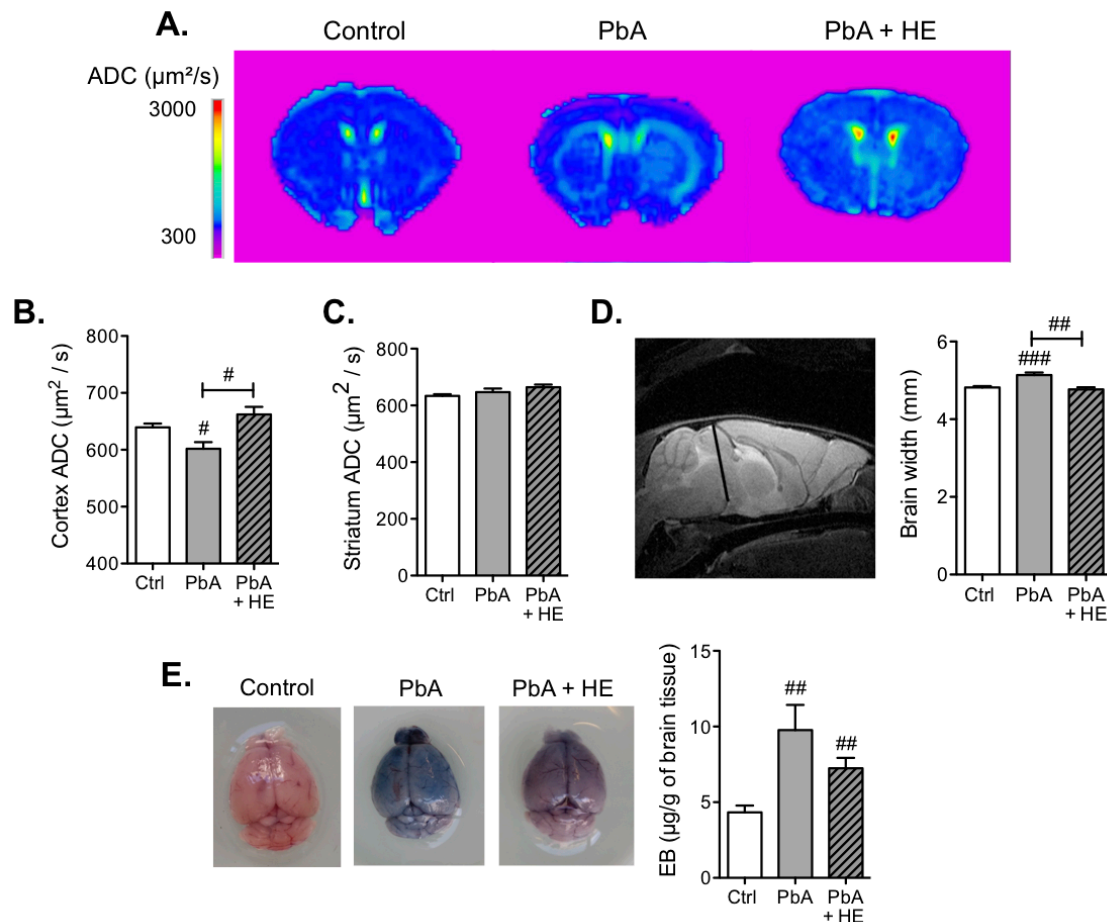 A.
Control
PbA
PbA + HE
ADC (µm²/s)
3000
300
B.
Cortex ADC (µm² / s)
800
700
600
500
400
#
#
Ctrl
PbA
PbA
+ HE
C.
Striatum ADC (µm² / s)
800
600
400
200
0
Ctrl
PbA
PbA
+ HE
D.
Brain width (mm)
6
4
2
0
##
###
Ctrl
PbA
PbA
+ HE
E.
Control
PbA
PbA + HE
EB (µg/g of brain tissue)
15
10
5
0
##
##
Ctrl
PbA
PbA
+ HE